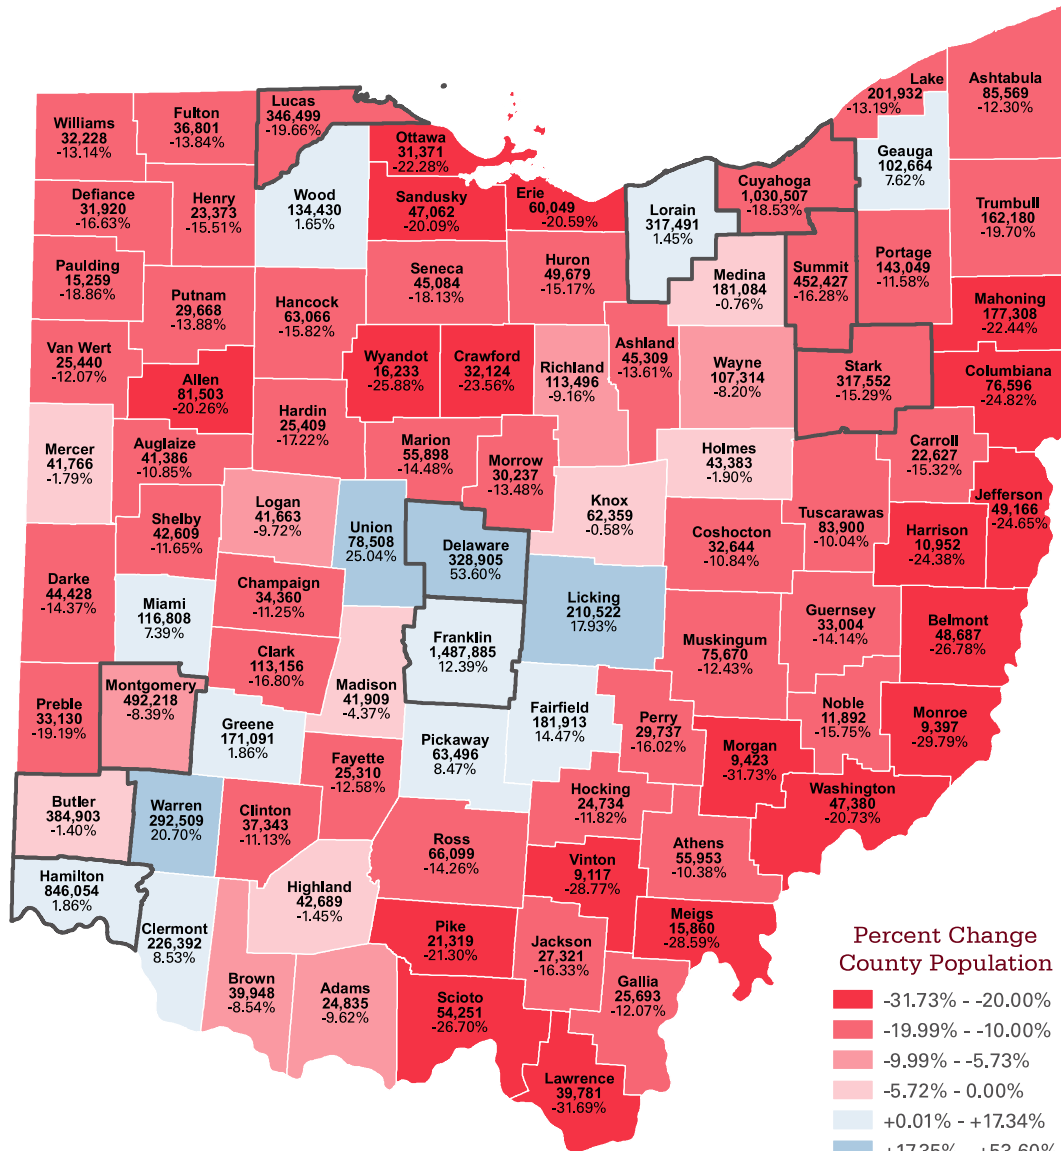 Williams
32,228
-13.14%
Fulton
36,801
-13.84%
Lucas
346,499
-19.66%
Ottawa
31,371
-22.28%
Lake
201,932
-13.19%
Ashtabula
85,569
-12.30%
Geauga
102,664
7.62%
Defiance
31,920
-16.63%
Henry
23,373
-15.51%
Wood
134,430
1.65%
Sandusky
47,062
-20.09%
Erie
60,049
-20.59%
Lorain
317,491
1.45%
Cuyahoga
1,030,507
-18.53%
Trumbull
162,180
-19.70%
Paulding
15,259
-18.86%
Putnam
29,668
-13.88%
Hancock
63,066
-15.82%
Seneca
45,084
-18.13%
Huron
49,679
-15.17%
Medina
181,084
-0.76%
Summit
452,427
-16.28%
Portage
143,049
-11.58%
Mahoning
177,308
-22.44%
Van Wert
25,440
-12.07%
Allen
81,503
-20.26%
Wyandot
16,233
-25.88%
Crawford
32,124
-23.56%
Richland
113,496
-9.16%
Ashland
45,309
-13.61%
Wayne
107,314
-8.20%
Stark
317,552
-15.29%
Columbiana
76,596
-24.82%
Mercer
41,766
-1.79%
Auglaize
41,386
-10.85%
Hardin
25,409
-17.22%
Marion
55,898
-14.48%
Morrow
30,237
-13.48%
Holmes
43,383
-1.90%
Carroll
22,627
-15.32%
Jefferson
49,166
-24.65%
Shelby
42,609
-11.65%
Logan
41,663
-9.72%
Union
78,508
25.04%
Delaware
328,905
53.60%
Knox
62,359
-0.58%
Coshocton
32,644
-10.84%
Tuscarawas
83,900
-10.04%
Harrison
10,952
-24.38%
Darke
44,428
-14.37%
Miami
116,808
7.39%
Champaign
34,360
-11.25%
Licking
210,522
17.93%
Guernsey
33,004
-14.14%
Belmont
48,687
-26.78%
Clark
113,156
-16.80%
Franklin
1,487,885
12.39%
Muskingum
75,670
-12.43%
Preble
33,130
-19.19%
Montgomery
492,218
-8.39%
Greene
171,091
1.86%
Madison
41,909
-4.37%
Pickaway
63,496
8.47%
Fairfield
181,913
14.47%
Perry
29,737
-16.02%
Morgan
9,423
-31.73%
Noble
11,892
-15.75%
Monroe
9,397
-29.79%
Butler
384,903
-1.40%
Warren
292,509
20.70%
Clinton
37,343
-11.13%
Fayette
25,310
-12.58%
Hocking
24,734
-11.82%
Washington
47,380
-20.73%
Hamilton
846,054
1.86%
Ross
66,099
-14.26%
Vinton
9,117
-28.77%
Athens
55,953
-10.38%
Clermont
226,392
8.53%
Highland
42,689
-1.45%
Pike
21,319
-21.30%
Jackson
27,321
-16.33%
Meigs
15,860
-28.59%
Brown
39,948
-8.54%
Adams
24,835
-9.62%
Scioto
54,251
-26.70%
Gallia
25,693
-12.07%
Lawrence
39,781
-31.69%
Percent Change
County Population
-31.73% - -20.00%
-19.99% - -10.00%
-9.99% - -5.73%
-5.72% - 0.00%
+0.01% - +17.34%
+17.35% - +53.60%